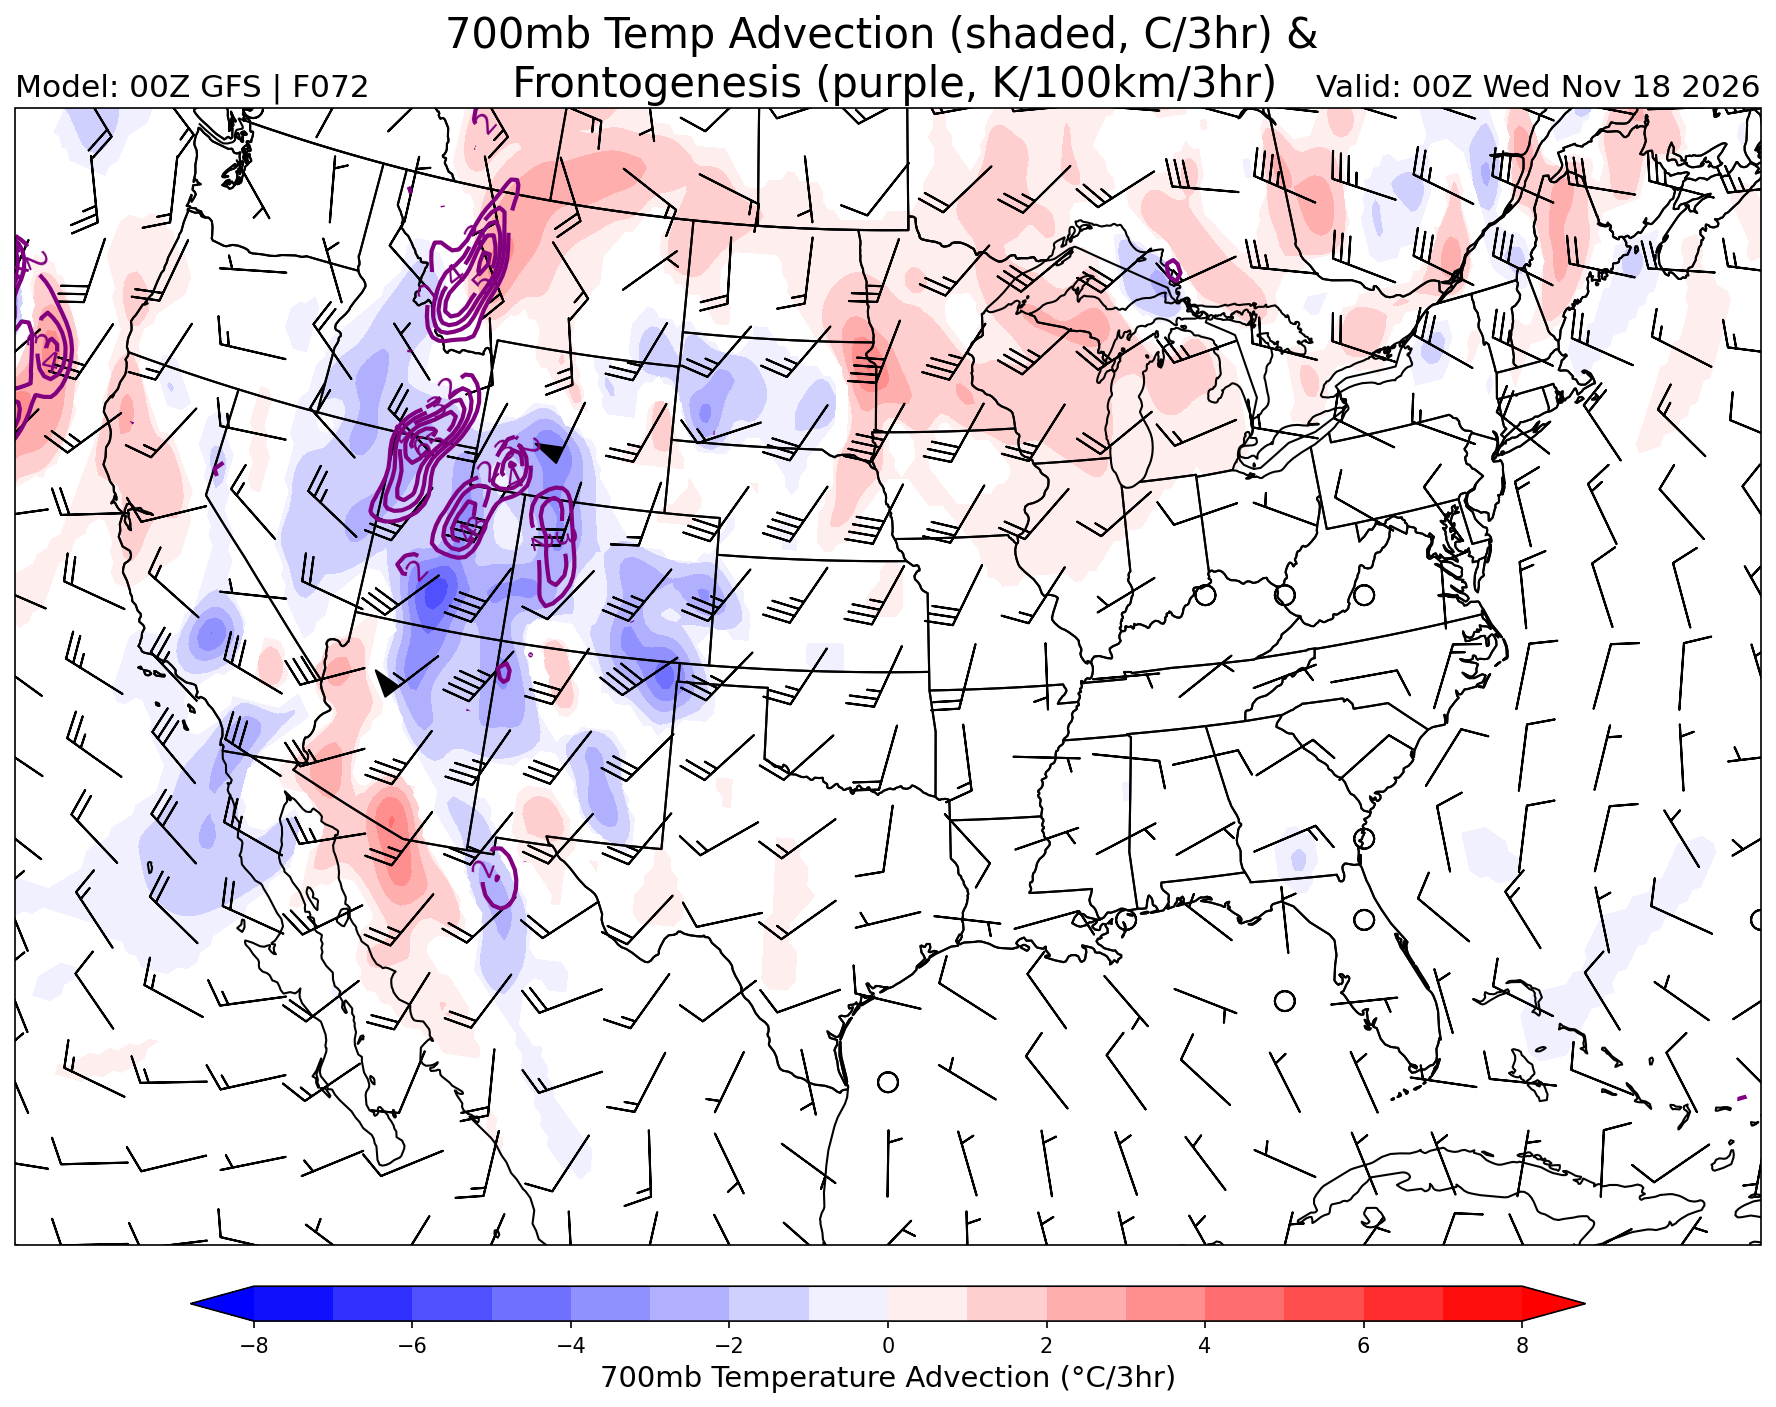 700mb Temp Advection (shaded, C/3hr) &
Model: 00Z GFS | F072
Frontogenesis (purple, K/100km/3hr)
Valid: 00Z Wed Nov 18 2026
−8 −6 −4 −2 0 2 4 6 8
700mb Temperature Advection (°C/3hr)